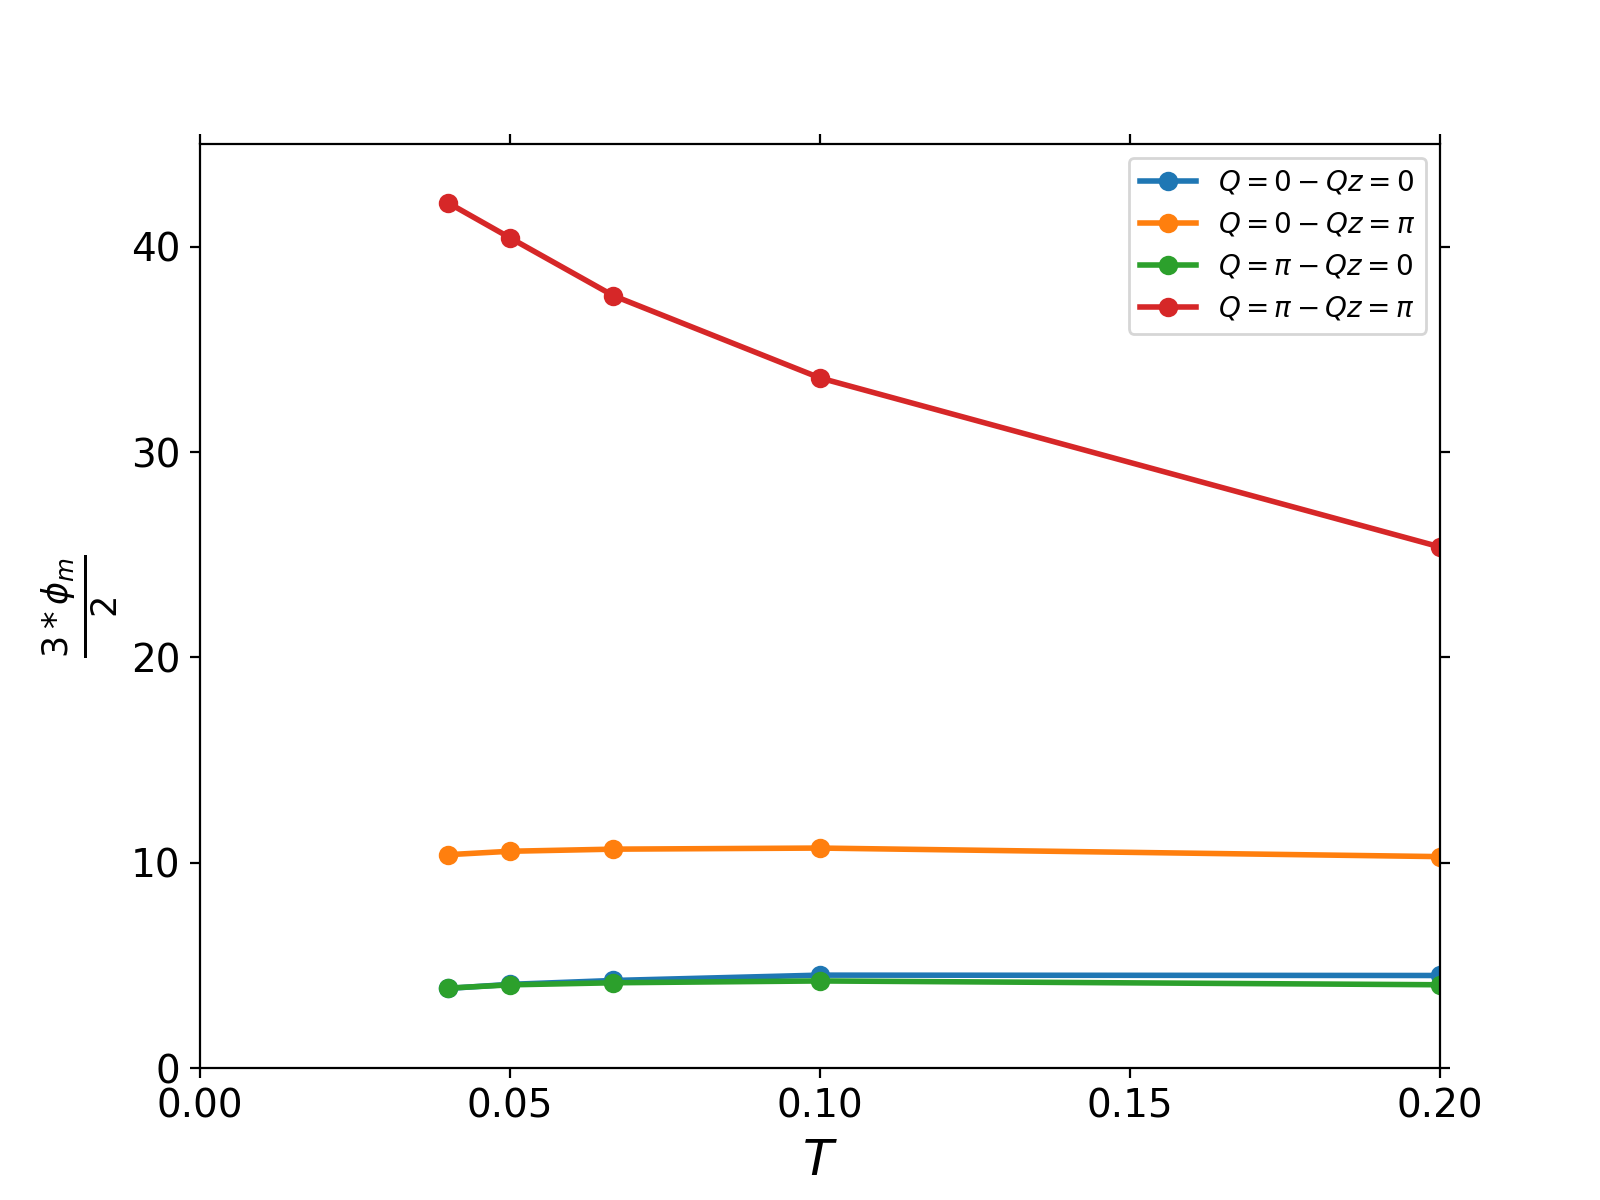 Q = 0 − Qz = 0
Q = 0 − Qz = π
Q = π − Qz = 0
Q = π − Qz = π
40
30
20
10
0
3 * ϕm
2
0.00 0.05 0.10 0.15 0.20
T